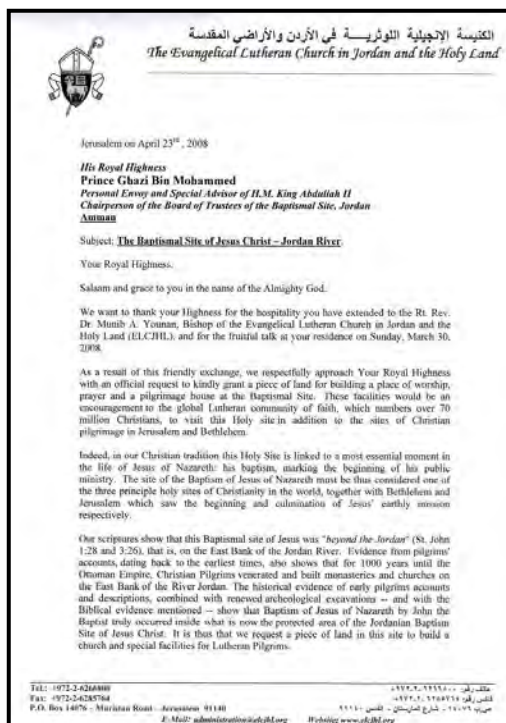 الكنيسة الإنجيلية اللوثرية في الأردن والأراضي المقدسة
The Evangelical Lutheran Church in Jordan and the Holy Land
Jerusalem on April 23rd, 2008
His Royal Highness
Prince Ghazi Bin Mohammed
Personal Envoy and Special Advisor of H.M. King Abdullah II
Chairperson of the Board of Trustees of the Baptismal Site, Jordan
Amman
Subject: The Baptismal Site of Jesus Christ – Jordan River.
Your Royal Highness.
Salaam and grace to you in the name of the Almighty God.
We want to thank your Highness for the hospitality you have extended to the Rt. Rev.
Dr. Munib A. Younan, Bishop of the Evangelical Lutheran Church in Jordan and the
Holy Land (ELCJHL), and for the fruitful talk at your residence on Sunday, March 30,
2008.
As a result of this friendly exchange, we respectfully approach Your Royal Highness
with an official request to kindly grant a piece of land for building a place of worship,
prayer and a pilgrimage house at the Baptismal Site. These facilities would be an
encouragement to the global Lutheran community of faith, which numbers over 70
million Christians, to visit this Holy site in addition to the sites of Christian
pilgrimage in Jerusalem and Bethlehem.
Indeed, in our Christian tradition this Holy Site is linked to a most essential moment in
the life of Jesus of Nazareth: his baptism, marking the beginning of his public
ministry. The site of the Baptism of Jesus of Nazareth must be thus considered one of
the three principle holy sites of Christianity in the world, together with Bethlehem and
Jerusalem which saw the beginning and culmination of Jesus' earthly mission
respectively.
Our scriptures show that this Baptismal site of Jesus was "beyond the Jordan" (St. John
1:28 and 3:26), that is, on the East Bank of the Jordan River. Evidence from pilgrims'
accounts, dating back to the earliest times, also shows that for 1000 years until the
Ottoman Empire, Christian Pilgrims venerated and built monasteries and churches on
the East Bank of the River Jordan. The historical evidence of early pilgrims accounts
and descriptions, combined with renewed archeological excavations -- and with the
Biblical evidence mentioned -- show that Baptism of Jesus of Nazareth by John the
Baptist truly occurred inside what is now the protected area of the Jordanian Baptism
Site of Jesus Christ. It is thus that we request a piece of land in this site to build a
church and special facilities for Lutheran Pilgrims.
Tel.: +972-2-6266800
Fax: +972-2-6285764
P.O. Box 14076 - Muristan Road - Jerusalem 91140
هاتف رقم: ٦٢٦٦٨٠٠-٢-٩٧٢+
فاكس رقم: ٦٢٨٥٧٦٤-٢-٩٧٢+
ص.ب ١٤٠٧٦ - شارع المارستان - القدس ٩١١٤٠
E-Mail: administration@elcjhl.org Website: www.elcjhl.org